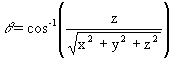 θ = cos⁻¹(z / √(x² + y² + z²))